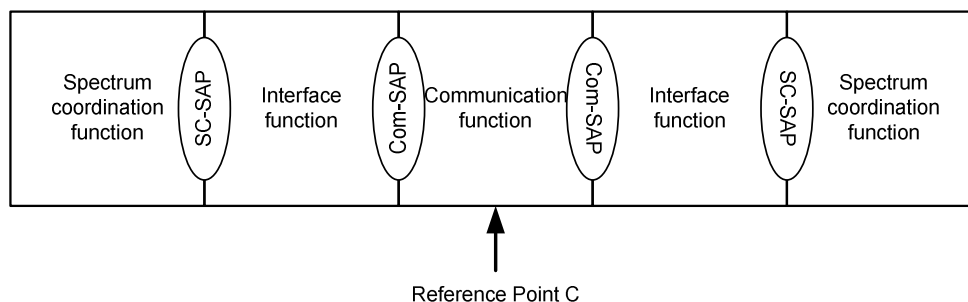 Spectrum
coordination
function
SC-SAP
Interface
function
Com-SAP
Communication
function
Com-SAP
Interface
function
SC-SAP
Spectrum
coordination
function
Reference Point C